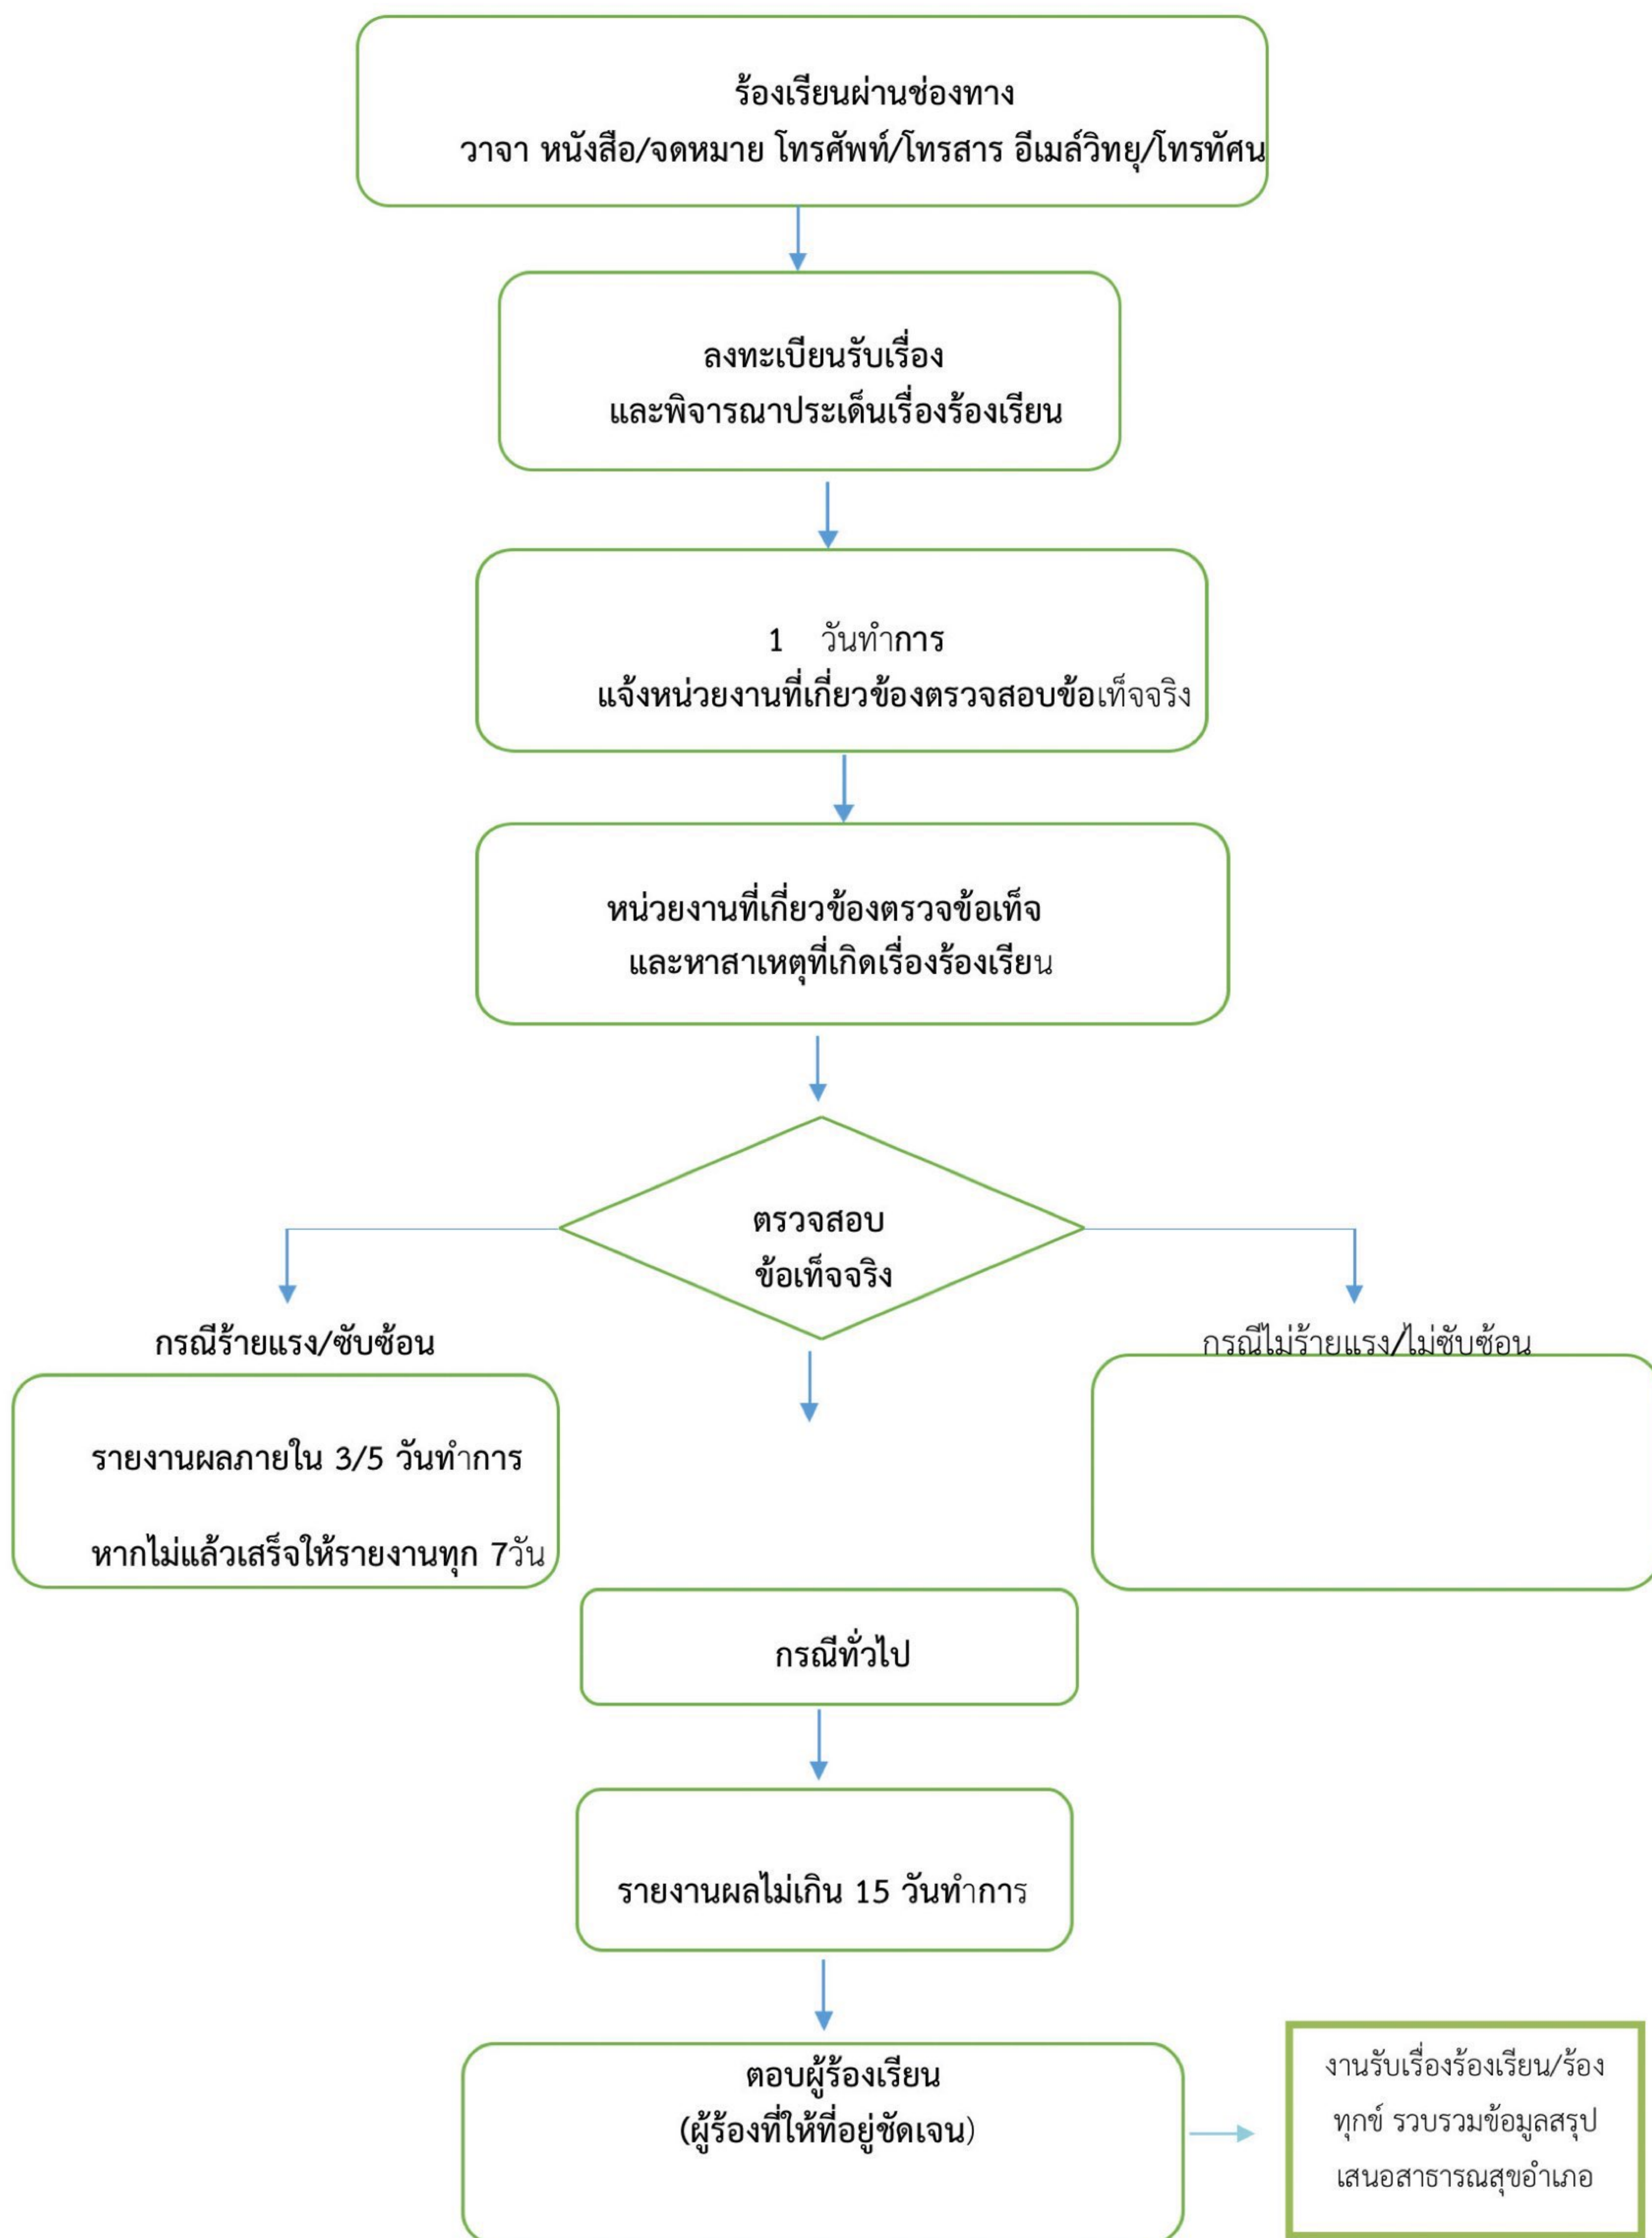 ร้องเรียนผ่านช่องทาง
วาจา หนังสือ/จดหมาย โทรศัพท์/โทรสาร อีเมล์วิทยุ/โทรทัศน
ลงทะเบียนรับเรื่อง
และพิจารณาประเด็นเรื่องร้องเรียน
1 วันทำการ
แจ้งหน่วยงานที่เกี่ยวข้องตรวจสอบข้อเท็จจริง
หน่วยงานที่เกี่ยวข้องตรวจข้อเท็จ
และหาสาเหตุที่เกิดเรื่องร้องเรียน
ตรวจสอบ
ข้อเท็จจริง
กรณีร้ายแรง/ซับซ้อน
กรณีไม่ร้ายแรง/ไม่ซับซ้อน
รายงานผลภายใน 3/5 วันทำการ
หากไม่แล้วเสร็จให้รายงานทุก 7วัน
กรณีทั่วไป
รายงานผลไม่เกิน 15 วันทำการ
ตอบผู้ร้องเรียน
(ผู้ร้องที่ให้ที่อยู่ชัดเจน)
งานรับเรื่องร้องเรียน/ร้อง
ทุกข์ รวบรวมข้อมูลสรุป
เสนอสาธารณสุขอำเภอ